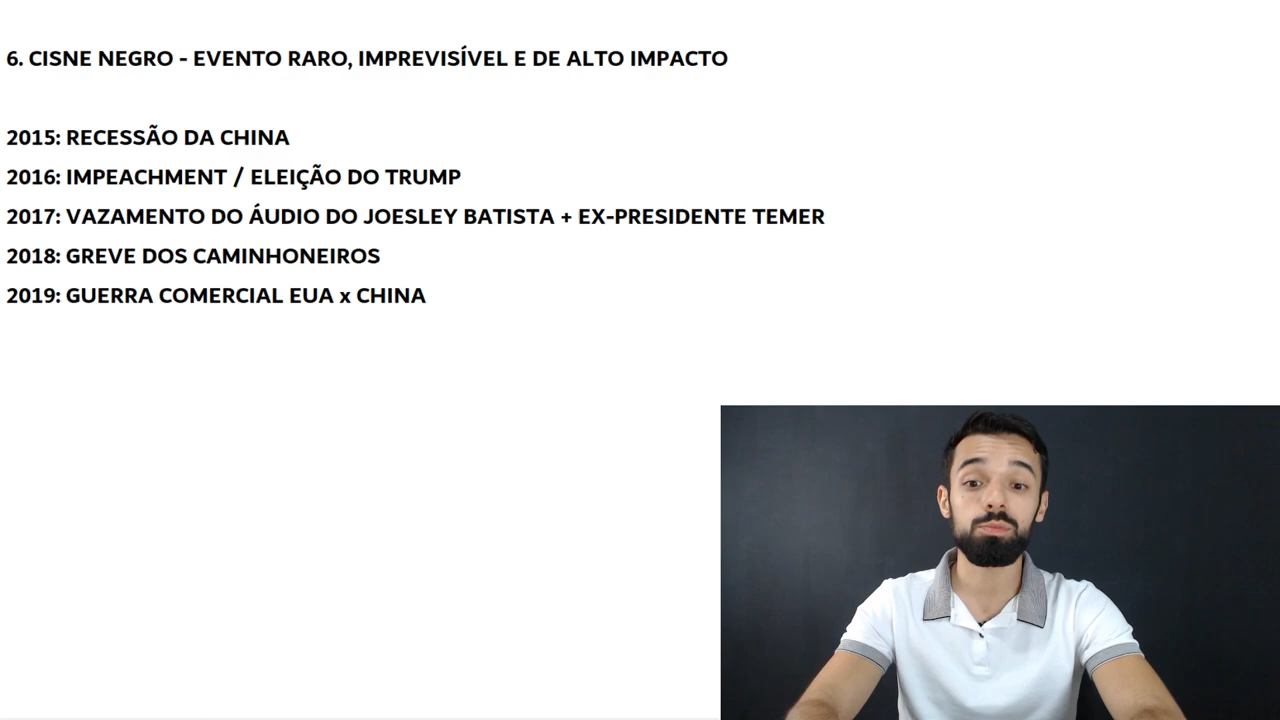 6. CISNE NEGRO - EVENTO RARO, IMPREVISÍVEL E DE ALTO IMPACTO
2015: RECESSÃO DA CHINA
2016: IMPEACHMENT / ELEIÇÃO DO TRUMP
2017: VAZAMENTO DO ÁUDIO DO JOESLEY BATISTA + EX-PRESIDENTE TEMER
2018: GREVE DOS CAMINHONEIROS
2019: GUERRA COMERCIAL EUA x CHINA